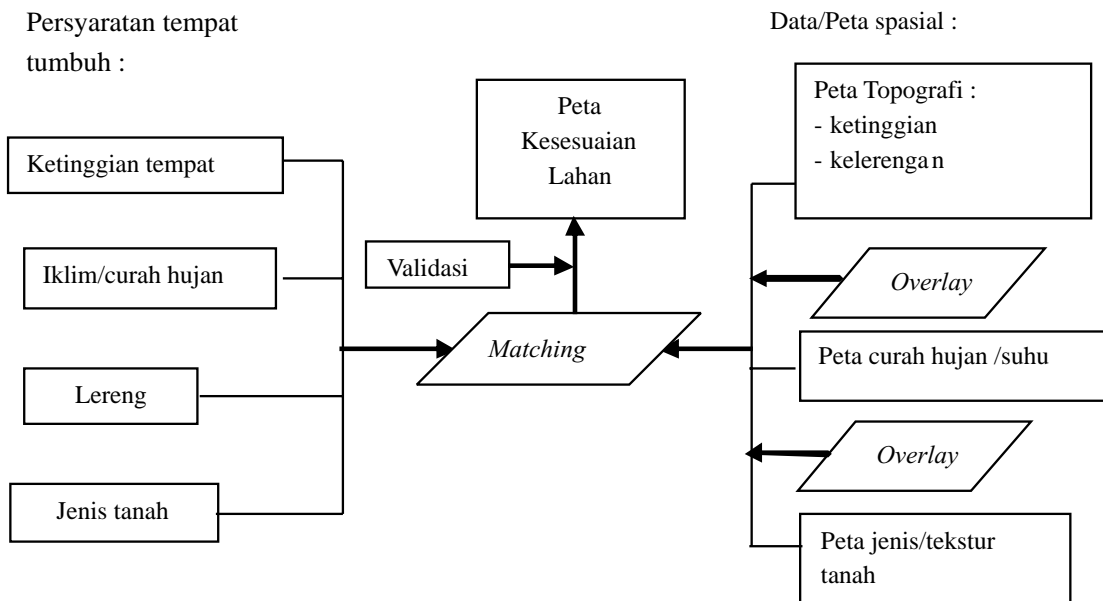 Persyaratan tempat
tumbuh :
Ketinggian tempat
Iklim/curah hujan
Lereng
Jenis tanah
Peta
Kesesuaian
Lahan
Validasi
Matching
Data/Peta spasial :
Peta Topografi :
- ketinggian
- kelerengan
Overlay
Peta curah hujan /suhu
Overlay
Peta jenis/tekstur
tanah